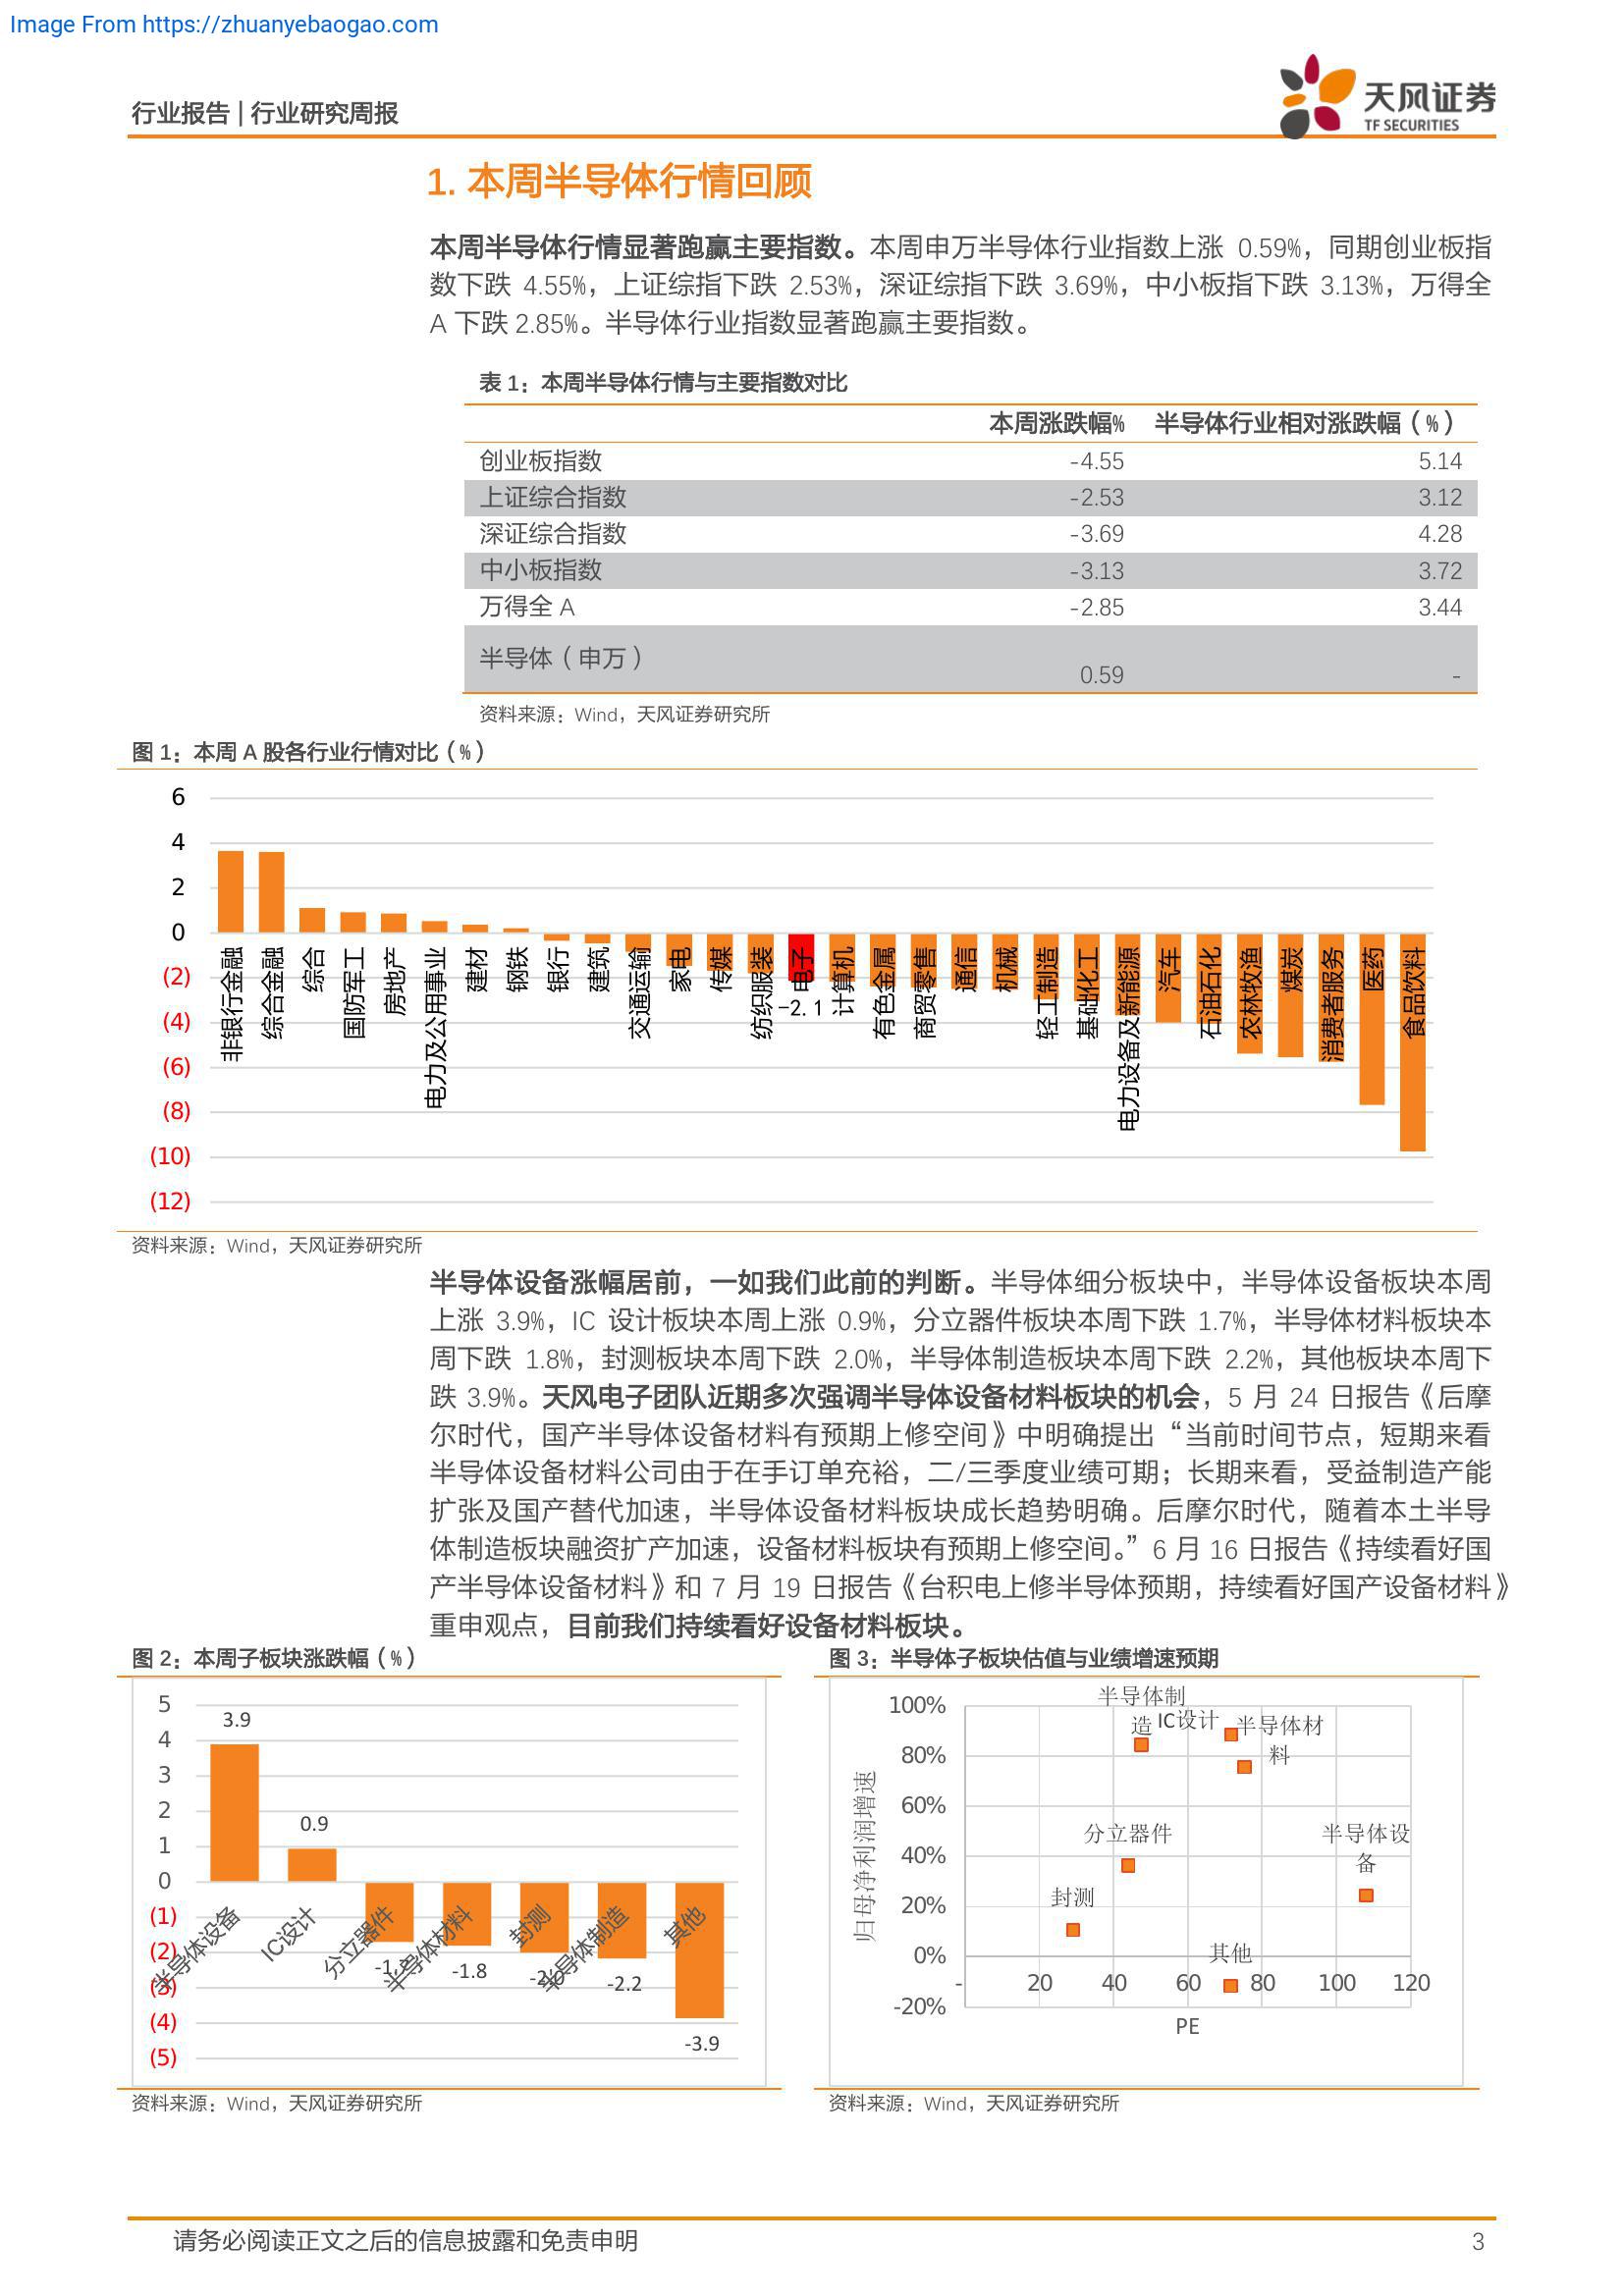 Image From https://zhuanyebaogao.com
行业报告 | 行业研究周报
天风证券
TF SECURITIES
1. 本周半导体行情回顾
本周半导体行情显著跑赢主要指数。本周申万半导体行业指数上涨 0.59%，同期创业板指
数下跌 4.55%，上证综指下跌 2.53%，深证综指下跌 3.69%，中小板指下跌 3.13%，万得全
A 下跌 2.85%。半导体行业指数显著跑赢主要指数。
表 1：本周半导体行情与主要指数对比
本周涨跌幅% 半导体行业相对涨跌幅（%）
创业板指数 -4.55 5.14
上证综合指数 -2.53 3.12
深证综合指数 -3.69 4.28
中小板指数 -3.13 3.72
万得全 A -2.85 3.44
半导体（申万） 0.59 -
资料来源：Wind，天风证券研究所
图 1：本周 A 股各行业行情对比（%）
6
4
2
0
(2)
(4)
(6)
(8)
(10)
(12)
非银行金融
综合金融
综合
国防军工
房地产
电力及公用事业
建材
钢铁
银行
建筑
交通运输
家电
传媒
纺织服装
电子
-2.1
计算机
有色金属
商贸零售
通信
机械
轻工制造
基础化工
电力设备及新能源
汽车
石油石化
农林牧渔
煤炭
消费者服务
医药
食品饮料
资料来源：Wind，天风证券研究所
半导体设备涨幅居前，一如我们此前的判断。半导体细分板块中，半导体设备板块本周
上涨 3.9%，IC 设计板块本周上涨 0.9%，分立器件板块本周下跌 1.7%，半导体材料板块本
周下跌 1.8%，封测板块本周下跌 2.0%，半导体制造板块本周下跌 2.2%，其他板块本周下
跌 3.9%。天风电子团队近期多次强调半导体设备材料板块的机会，5 月 24 日报告《后摩
尔时代，国产半导体设备材料有预期上修空间》中明确提出“当前时间节点，短期来看
半导体设备材料公司由于在手订单充裕，二/三季度业绩可期；长期来看，受益制造产能
扩张及国产替代加速，半导体设备材料板块成长趋势明确。后摩尔时代，随着本土半导
体制造板块融资扩产加速，设备材料板块有预期上修空间。”6 月 16 日报告《持续看好国
产半导体设备材料》和 7 月 19 日报告《台积电上修半导体预期，持续看好国产设备材料》
重申观点，目前我们持续看好设备材料板块。
图 2：本周子板块涨跌幅（%）
5
4
3
2
1
0
(1)
(2)
(3)
(4)
(5)
3.9
0.9
-1.7
-1.8
-2.0
-2.2
-3.9
半导体设备
IC设计
分立器件
半导体材料
封测
半导体制造
其他
资料来源：Wind，天风证券研究所
图 3：半导体子板块估值与业绩增速预期
100%
80%
60%
40%
20%
0%
-20%
归母净利润增速
半导体制
造
IC设计
半导体材
料
分立器件
半导体设
备
封测
其他
- 20 40 60 80 100 120
PE
资料来源：Wind，天风证券研究所
请务必阅读正文之后的信息披露和免责申明
3